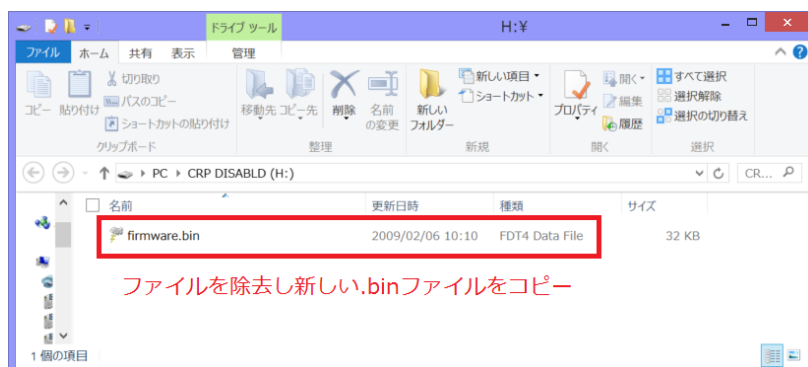 ドライブ ツール
H:¥
ファイル ホーム 共有 表示 管理
コピー 貼り付け 切り取り パスのコピー ショートカットの貼り付け 移動先 コピー先 削除 名前の変更 新しいフォルダー 新しい項目 ショートカット プロパティ 開く 編集 履歴 すべて選択 選択解除 選択の切り替え
クリップボード 整理 新規 開く 選択
PC CRP DISABLD (H:) CR...
名前 更新日時 種類 サイズ
firmware.bin 2009/02/06 10:10 FDT4 Data File 32 KB
ファイルを除去し新しい.binファイルをコピー
1 個の項目